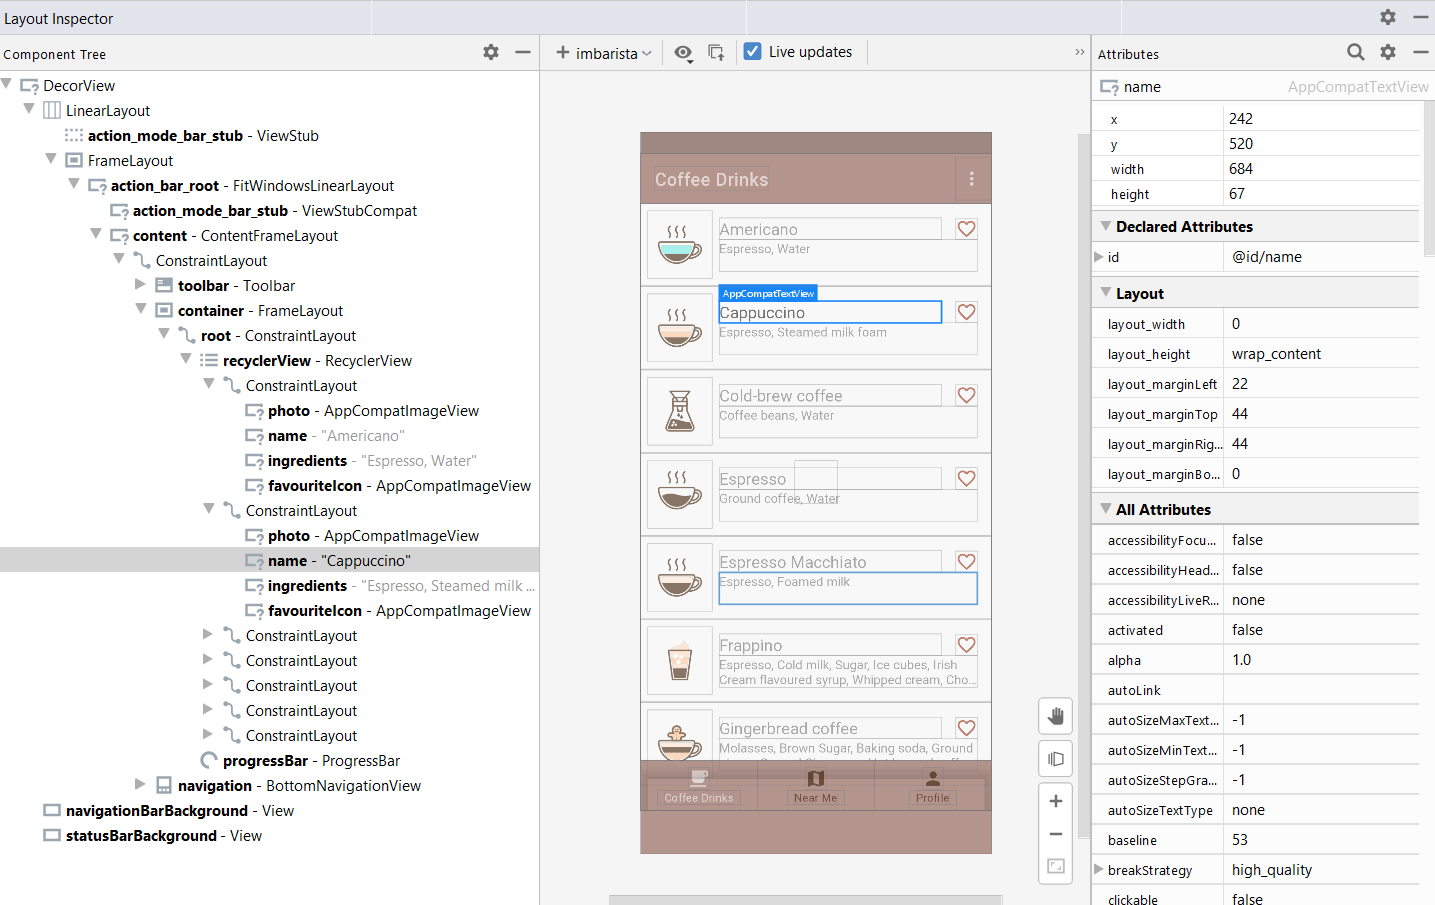 Layout Inspector
Component Tree
DecorView
LinearLayout
action_mode_bar_stub - ViewStub
FrameLayout
action_bar_root - FitWindowsLinearLayout
action_mode_bar_stub - ViewStubCompat
content - ContentFrameLayout
ConstraintLayout
toolbar - Toolbar
container - FrameLayout
root - ConstraintLayout
recyclerView - RecyclerView
ConstraintLayout
photo - AppCompatImageView
name - "Americano"
ingredients - "Espresso, Water"
favouriteIcon - AppCompatImageView
ConstraintLayout
photo - AppCompatImageView
name - "Cappuccino"
ingredients - "Espresso, Steamed milk ...
favouriteIcon - AppCompatImageView
ConstraintLayout
ConstraintLayout
ConstraintLayout
ConstraintLayout
ConstraintLayout
progressBar - ProgressBar
navigation - BottomNavigationView
navigationBarBackground - View
statusBarBackground - View
imbarista
Live updates
Coffee Drinks
Americano
Espresso, Water
AppCompatTextView
Cappuccino
Espresso, Steamed milk foam
Cold-brew coffee
Coffee beans, Water
Espresso
Ground coffee, Water
Espresso Macchiato
Espresso, Foamed milk
Frappino
Espresso, Cold milk, Sugar, Ice cubes, Irish
Cream flavoured syrup, Whipped cream, Cho...
Gingerbread coffee
Molasses, Brown Sugar, Baking soda, Ground
Coffee Drinks
Near Me
Profile
Attributes
name AppCompatTextView
x 242
y 520
width 684
height 67
Declared Attributes
id @id/name
Layout
layout_width 0
layout_height wrap_content
layout_marginLeft 22
layout_marginTop 44
layout_marginRig... 44
layout_marginBo... 0
All Attributes
accessibilityFocu... false
accessibilityHead... false
accessibilityLiveR... none
activated false
alpha 1.0
autoLink
autoSizeMaxText... -1
autoSizeMinText... -1
autoSizeStepGra... -1
autoSizeTextType none
baseline 53
breakStrategy high_quality
clickable false